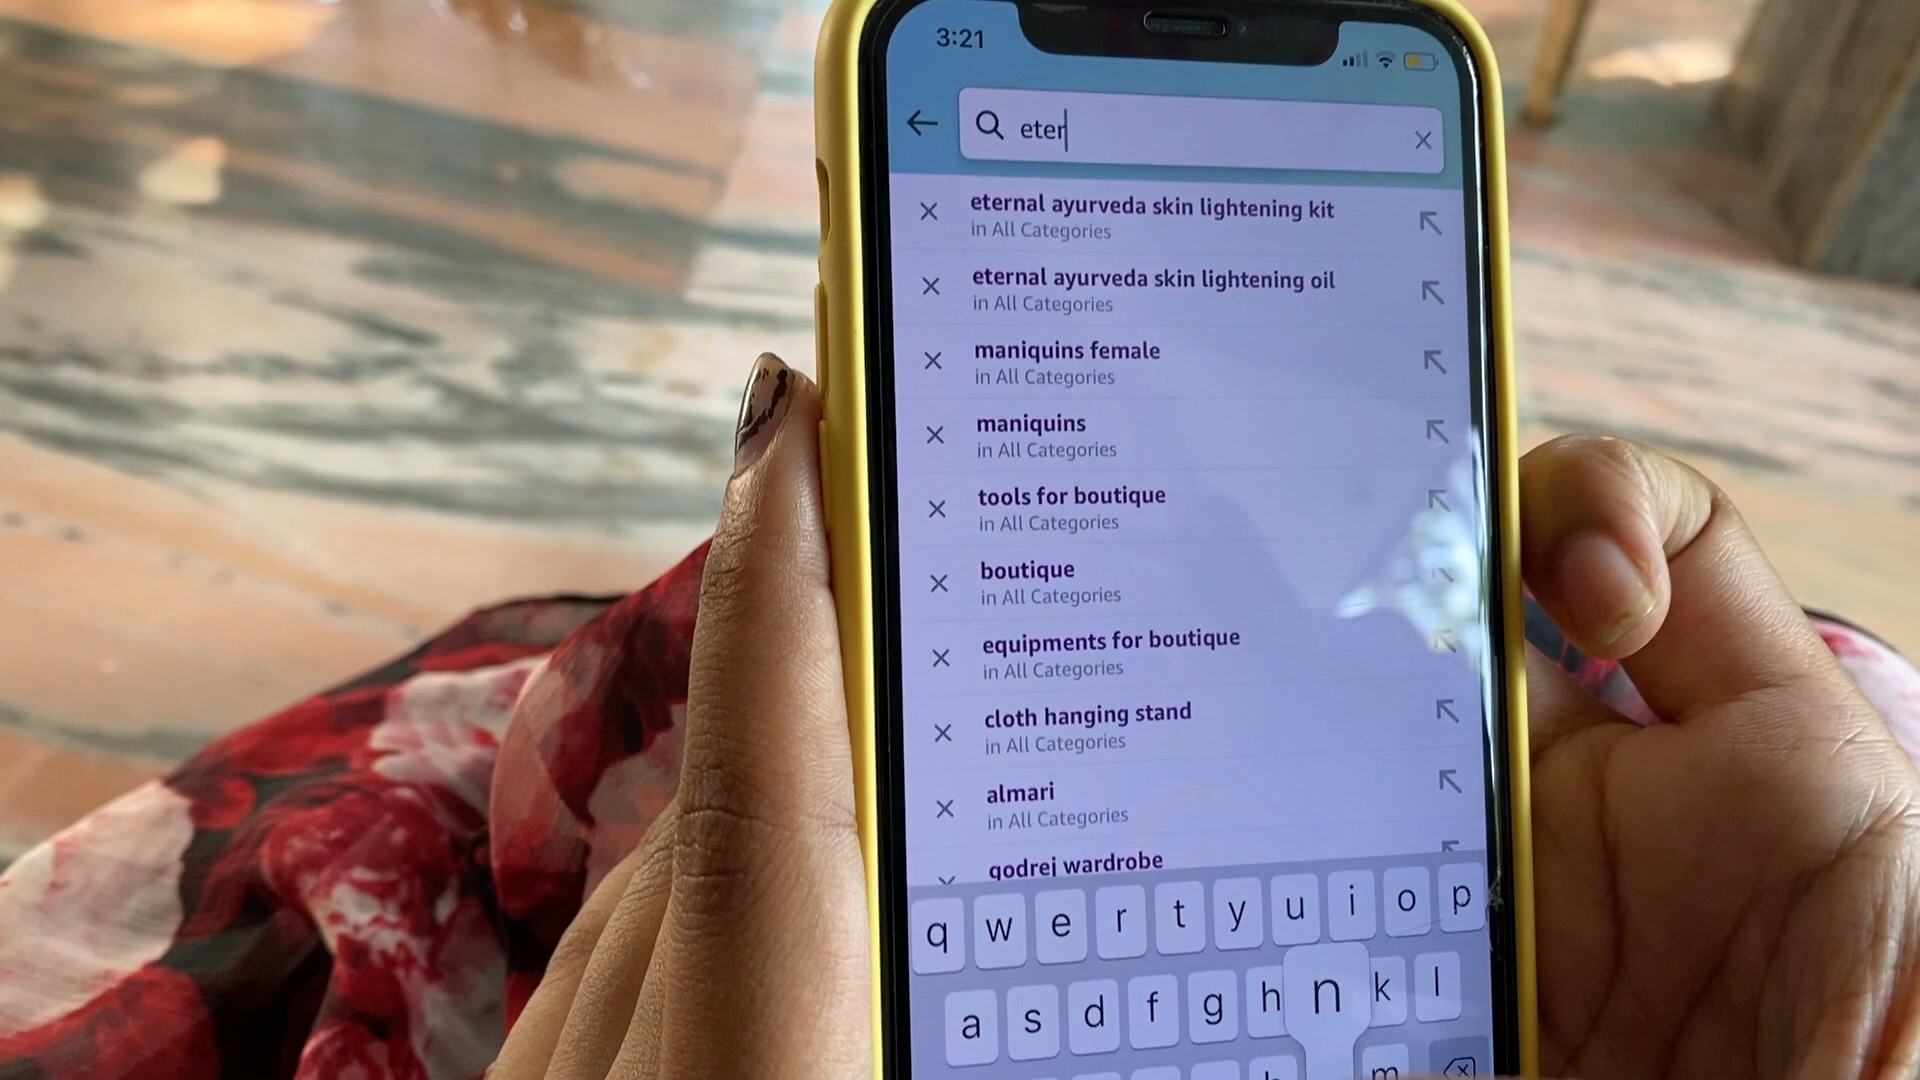 3:21
eter
eternal ayurveda skin lightening kit
in All Categories
eternal ayurveda skin lightening oil
in All Categories
maniquins female
in All Categories
maniquins
in All Categories
tools for boutique
in All Categories
boutique
in All Categories
equipments for boutique
in All Categories
cloth hanging stand
in All Categories
almari
in All Categories
godrej wardrobe
q w e r t y u i o p
a s d f g h n k l
b m